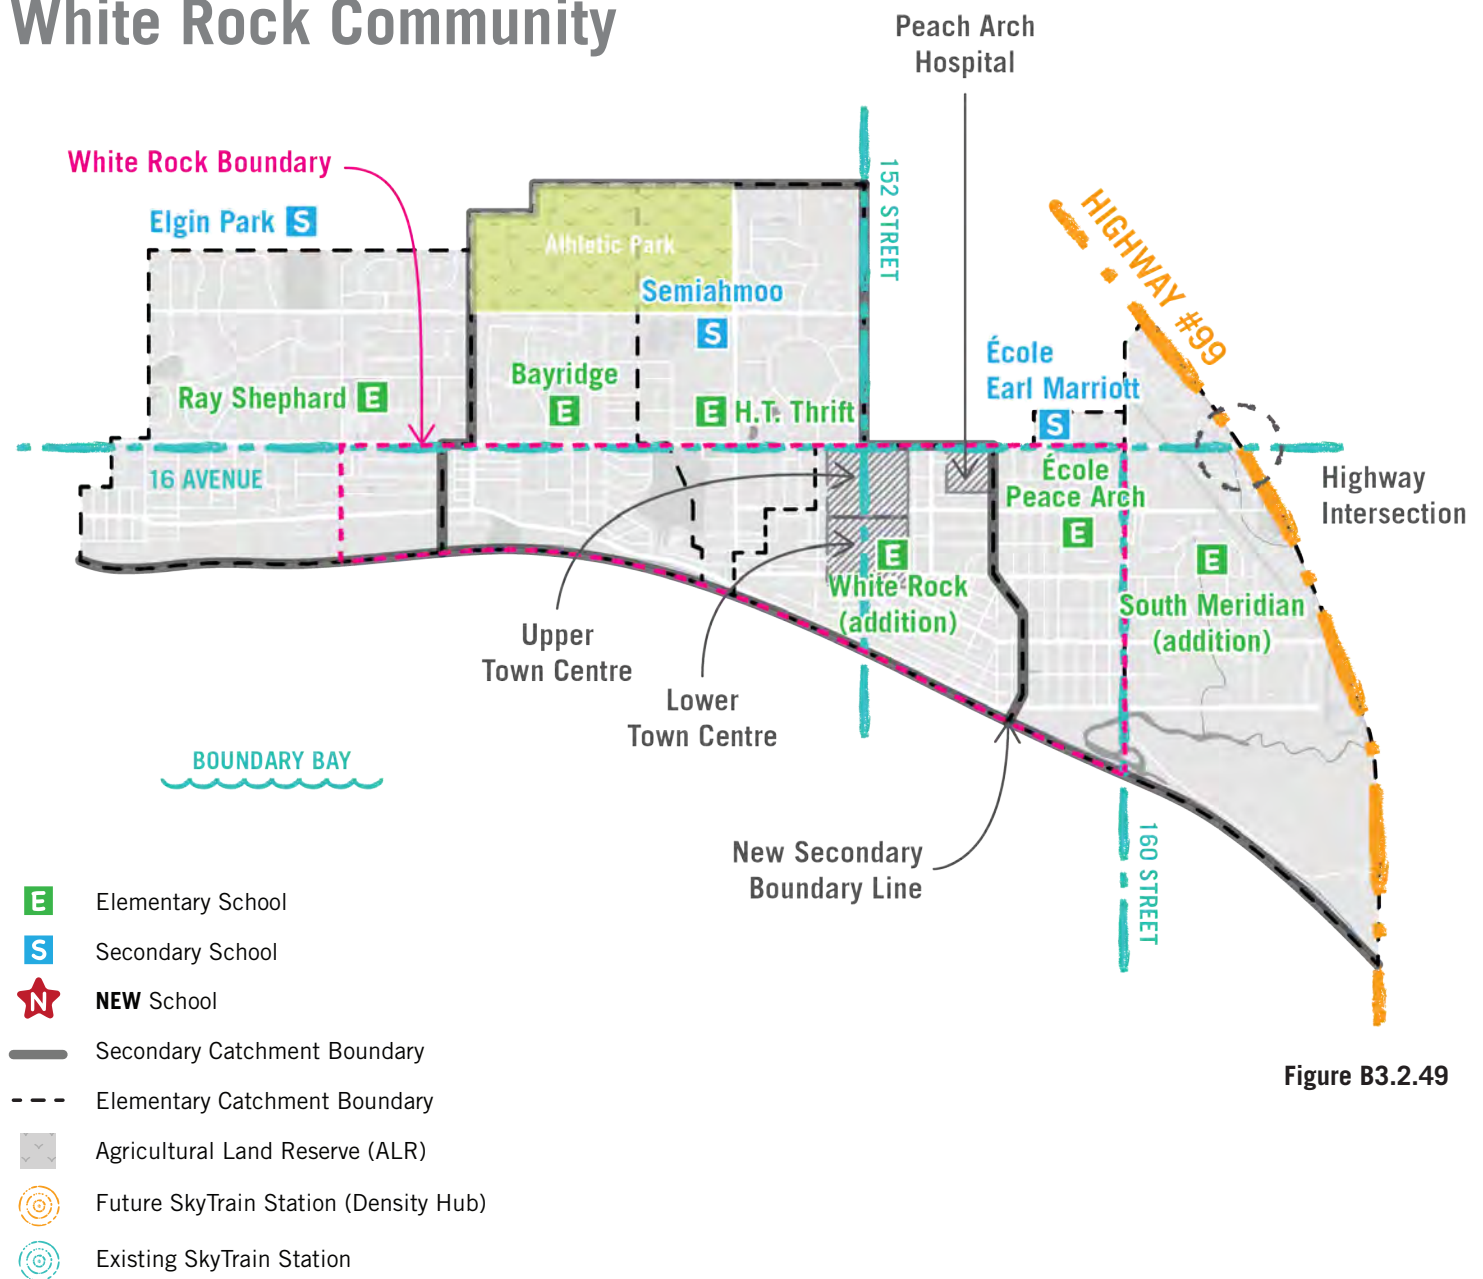 White Rock Community
Peach Arch
Hospital
White Rock Boundary
152 STREET
Elgin Park S
Athletic Park
HIGHWAY #99
Semiahmoo
S
École
Earl Marriott
S
Bayridge
E
Ray Shephard E
E H.T. Thrift
16 AVENUE
École
Peace Arch
E
Highway
Intersection
E
White Rock
(addition)
E
South Meridian
(addition)
Upper
Town Centre
Lower
Town Centre
BOUNDARY BAY
New Secondary
Boundary Line
160 STREET
E Elementary School
S Secondary School
N NEW School
Secondary Catchment Boundary
Elementary Catchment Boundary
Agricultural Land Reserve (ALR)
Future SkyTrain Station (Density Hub)
Existing SkyTrain Station
Figure B3.2.49